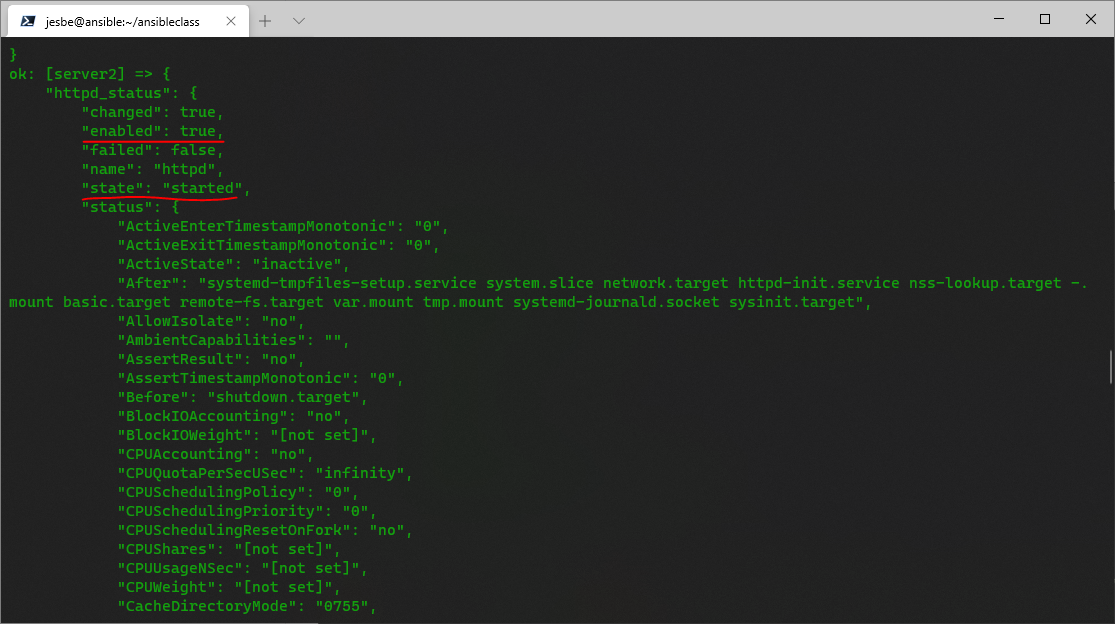 jesbe@ansible:~/ansibleclass
}
ok: [server2] => {
    "httpd_status": {
        "changed": true,
        "enabled": true,
        "failed": false,
        "name": "httpd",
        "state": "started",
        "status": {
            "ActiveEnterTimestampMonotonic": "0",
            "ActiveExitTimestampMonotonic": "0",
            "ActiveState": "inactive",
            "After": "systemd-tmpfiles-setup.service system.slice network.target httpd-init.service nss-lookup.target -.
mount basic.target remote-fs.target var.mount tmp.mount systemd-journald.socket sysinit.target",
            "AllowIsolate": "no",
            "AmbientCapabilities": "",
            "AssertResult": "no",
            "AssertTimestampMonotonic": "0",
            "Before": "shutdown.target",
            "BlockIOAccounting": "no",
            "BlockIOWeight": "[not set]",
            "CPUAccounting": "no",
            "CPUQuotaPerSecUSec": "infinity",
            "CPUSchedulingPolicy": "0",
            "CPUSchedulingPriority": "0",
            "CPUSchedulingResetOnFork": "no",
            "CPUShares": "[not set]",
            "CPUUsageNSec": "[not set]",
            "CPUWeight": "[not set]",
            "CacheDirectoryMode": "0755",